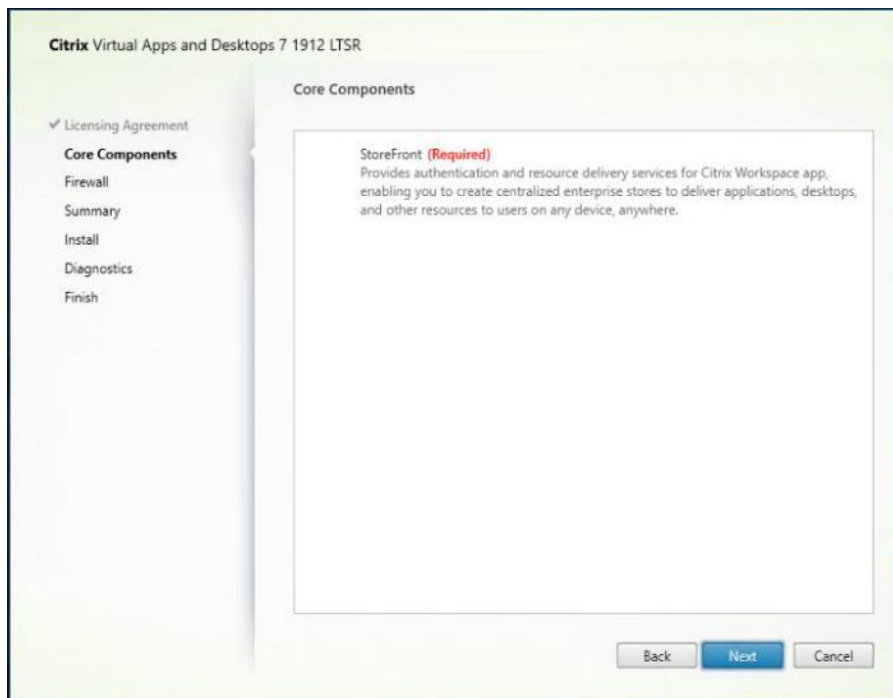 Citrix Virtual Apps and Desktops 7 1912 LTSR
Core Components
✔ Licensing Agreement
Core Components
Firewall
Summary
Install
Diagnostics
Finish
StoreFront (Required)
Provides authentication and resource delivery services for Citrix Workspace app,
enabling you to create centralized enterprise stores to deliver applications, desktops,
and other resources to users on any device, anywhere.
Back Next Cancel